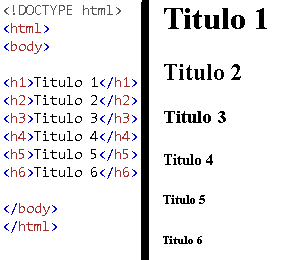 <!DOCTYPE html>
<html>
<body>
<h1>Titulo 1</h1>
<h2>Titulo 2</h2>
<h3>Titulo 3</h3>
<h4>Titulo 4</h4>
<h5>Titulo 5</h5>
<h6>Titulo 6</h6>
</body>
</html>
Titulo 1
Titulo 2
Titulo 3
Titulo 4
Titulo 5
Titulo 6